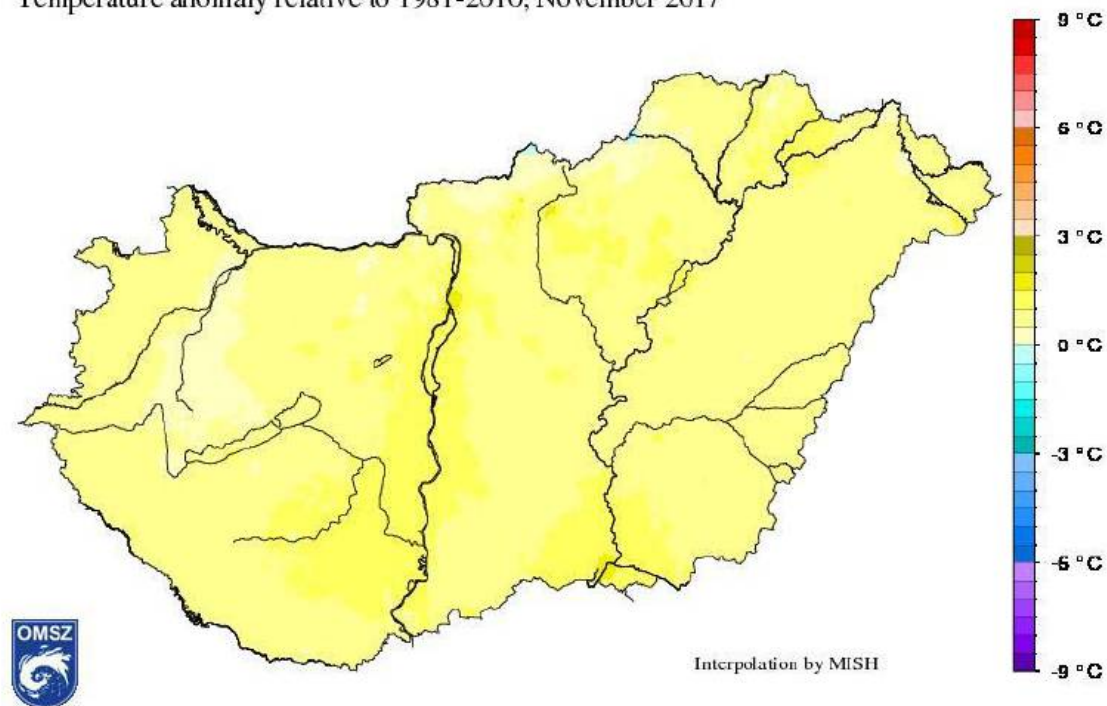 Temperature anomaly relative to 1981-2010, November 2017
9 °C
6 °C
3 °C
0 °C
-3 °C
-6 °C
-9 °C
OMSZ
Interpolation by MISH